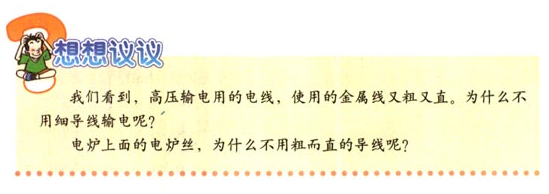 想想议议
我们看到，高压输电用的电线，使用的金属线又粗又直。为什么不
用细导线输电呢？
电炉上面的电炉丝，为什么不用粗而直的导线呢？